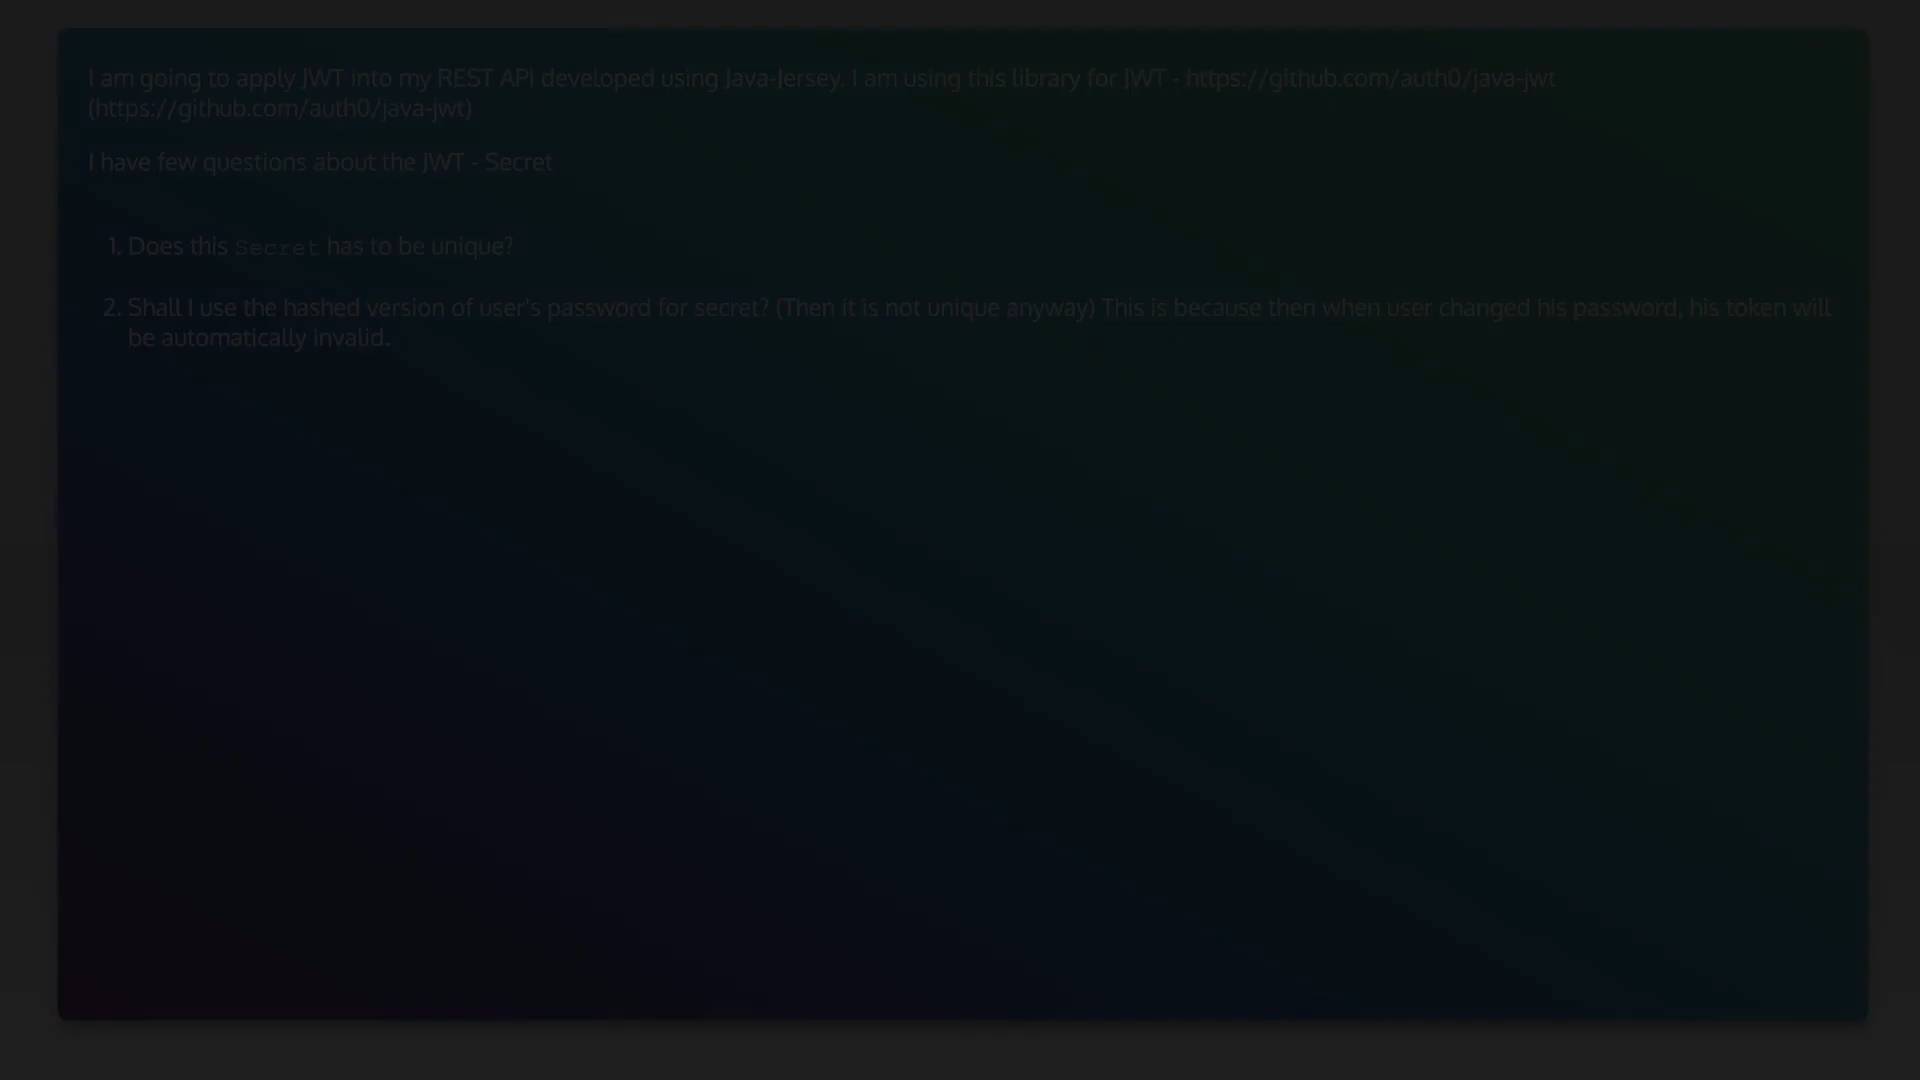 I am going to apply JWT into my REST API developed using Java-Jersey. I am using this library for JWT - https://github.com/auth0/java-jwt
(https://github.com/auth0/java-jwt)
I have few questions about the JWT - Secret
1. Does this Secret has to be unique?
2. Shall I use the hashed version of user's password for secret? (Then it is not unique anyway) This is because then when user changed his password, his token will
be automatically invalid.